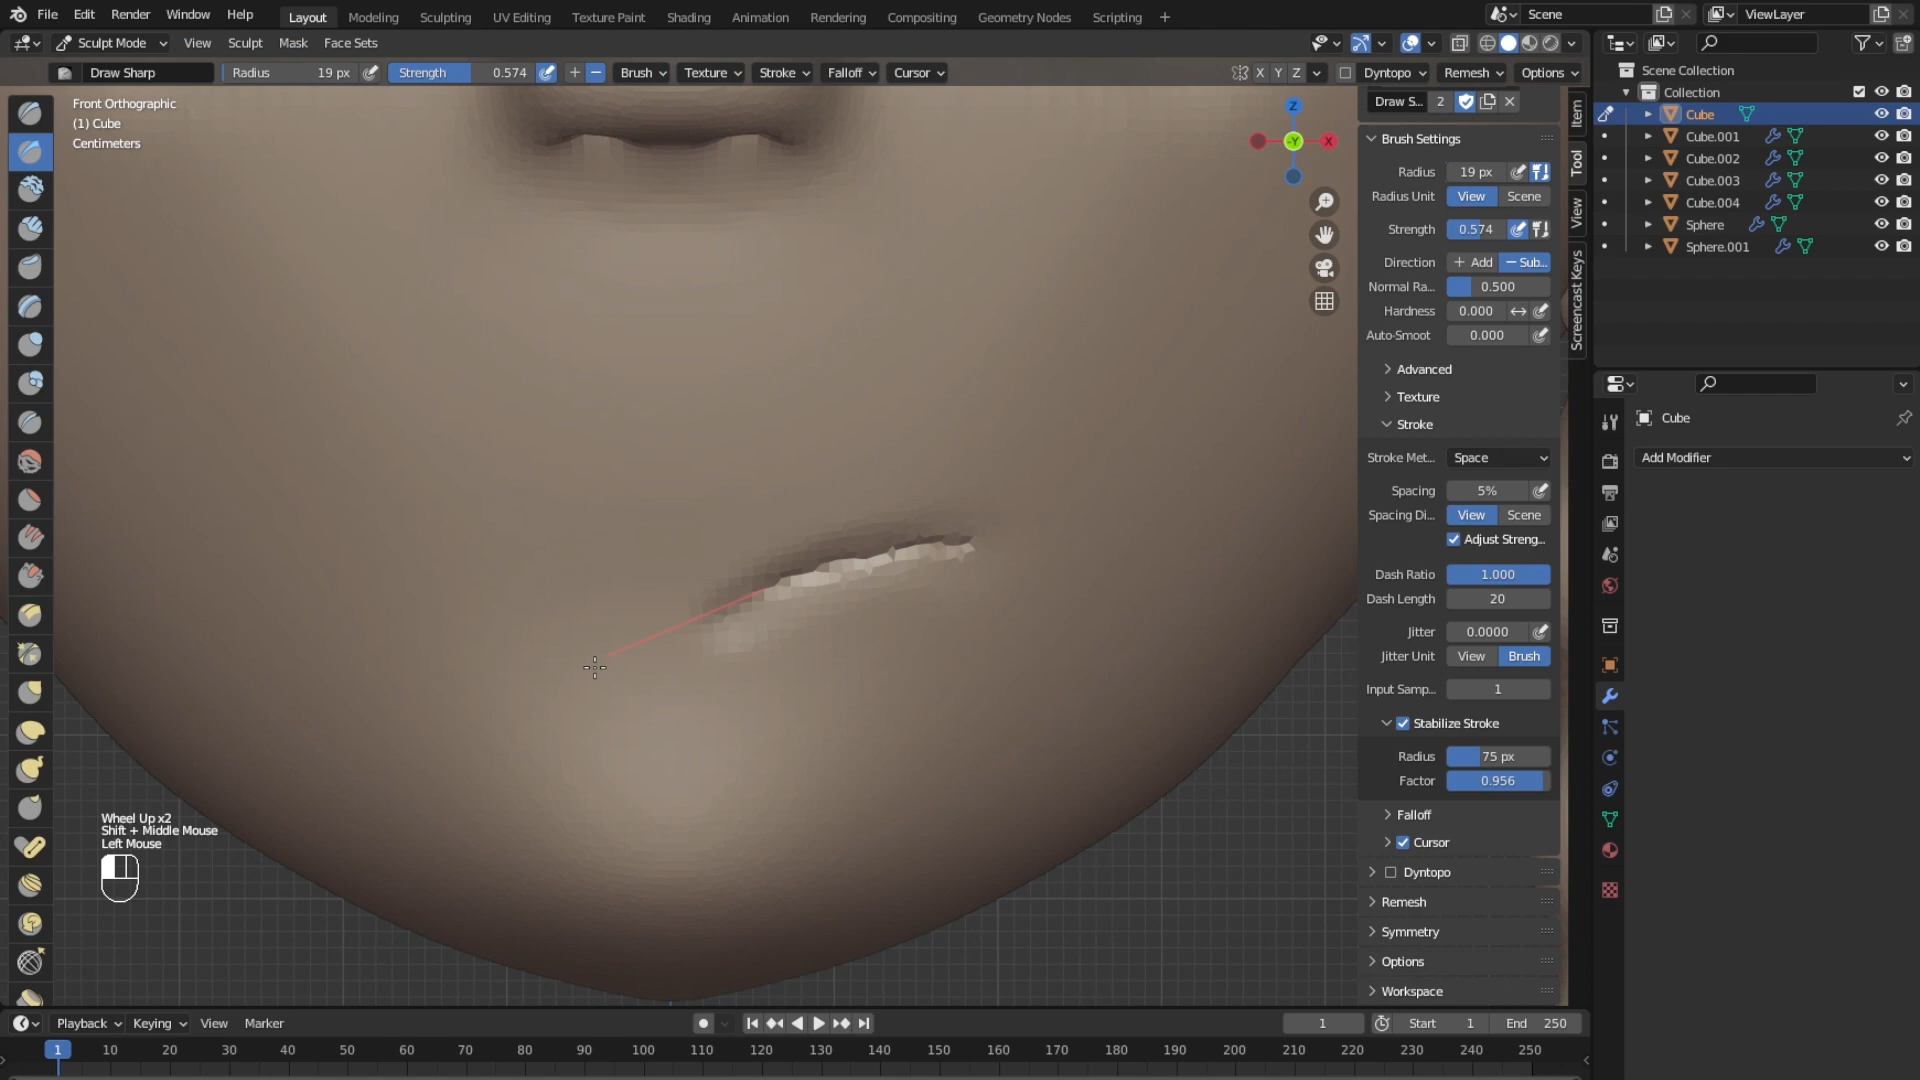 File Edit Render Window Help Layout Modeling Sculpting UV Editing Texture Paint Shading Animation Rendering Compositing Geometry Nodes Scripting + Scene ViewLayer
Sculpt Mode View Sculpt Mask Face Sets
Draw Sharp Radius 19 px Strength 0.574 Brush Texture Stroke Falloff Cursor X Y Z Dyntopo Remesh Options
Front Orthographic
(1) Cube
Centimeters
Z
-Y
X
Wheel Up x2
Shift + Middle Mouse
Left Mouse
Draw S... 2
Brush Settings
Radius 19 px
Radius Unit View Scene
Strength 0.574
Direction + Add − Sub...
Normal Ra... 0.500
Hardness 0.000
Auto-Smoot 0.000
Advanced
Texture
Stroke
Stroke Met... Space
Spacing 5%
Spacing Di... View Scene
Adjust Streng...
Dash Ratio 1.000
Dash Length 20
Jitter 0.0000
Jitter Unit View Brush
Input Samp... 1
Stabilize Stroke
Radius 75 px
Factor 0.956
Falloff
Cursor
Dyntopo
Remesh
Symmetry
Options
Workspace
Item
Tool
View
Screencast Keys
Scene Collection
Collection
Cube
Cube.001
Cube.002
Cube.003
Cube.004
Sphere
Sphere.001
Cube
Add Modifier
Playback Keying View Marker 1 Start 1 End 250
1 10 20 30 40 50 60 70 80 90 100 110 120 130 140 150 160 170 180 190 200 210 220 230 240 250